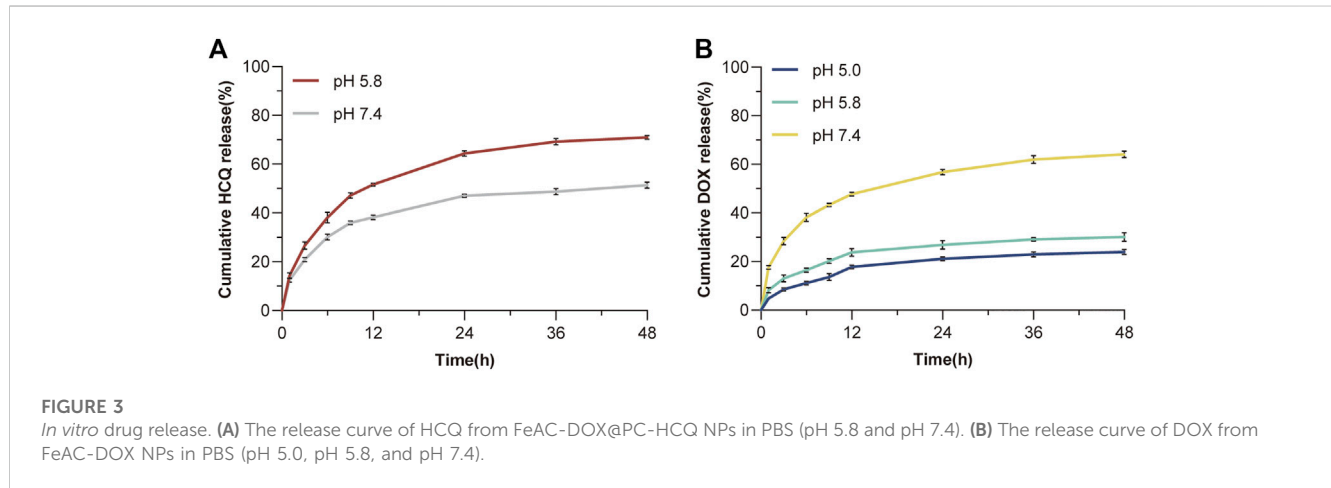 A
Cumulative HCQ release(%)
100
80
60
40
20
0
pH 5.8
pH 7.4
0 12 24 36 48
Time(h)
B
Cumulative DOX release(%)
100
80
60
40
20
0
pH 5.0
pH 5.8
pH 7.4
0 12 24 36 48
Time(h)
FIGURE 3
In vitro drug release. (A) The release curve of HCQ from FeAC-DOX@PC-HCQ NPs in PBS (pH 5.8 and pH 7.4). (B) The release curve of DOX from
FeAC-DOX NPs in PBS (pH 5.0, pH 5.8, and pH 7.4).